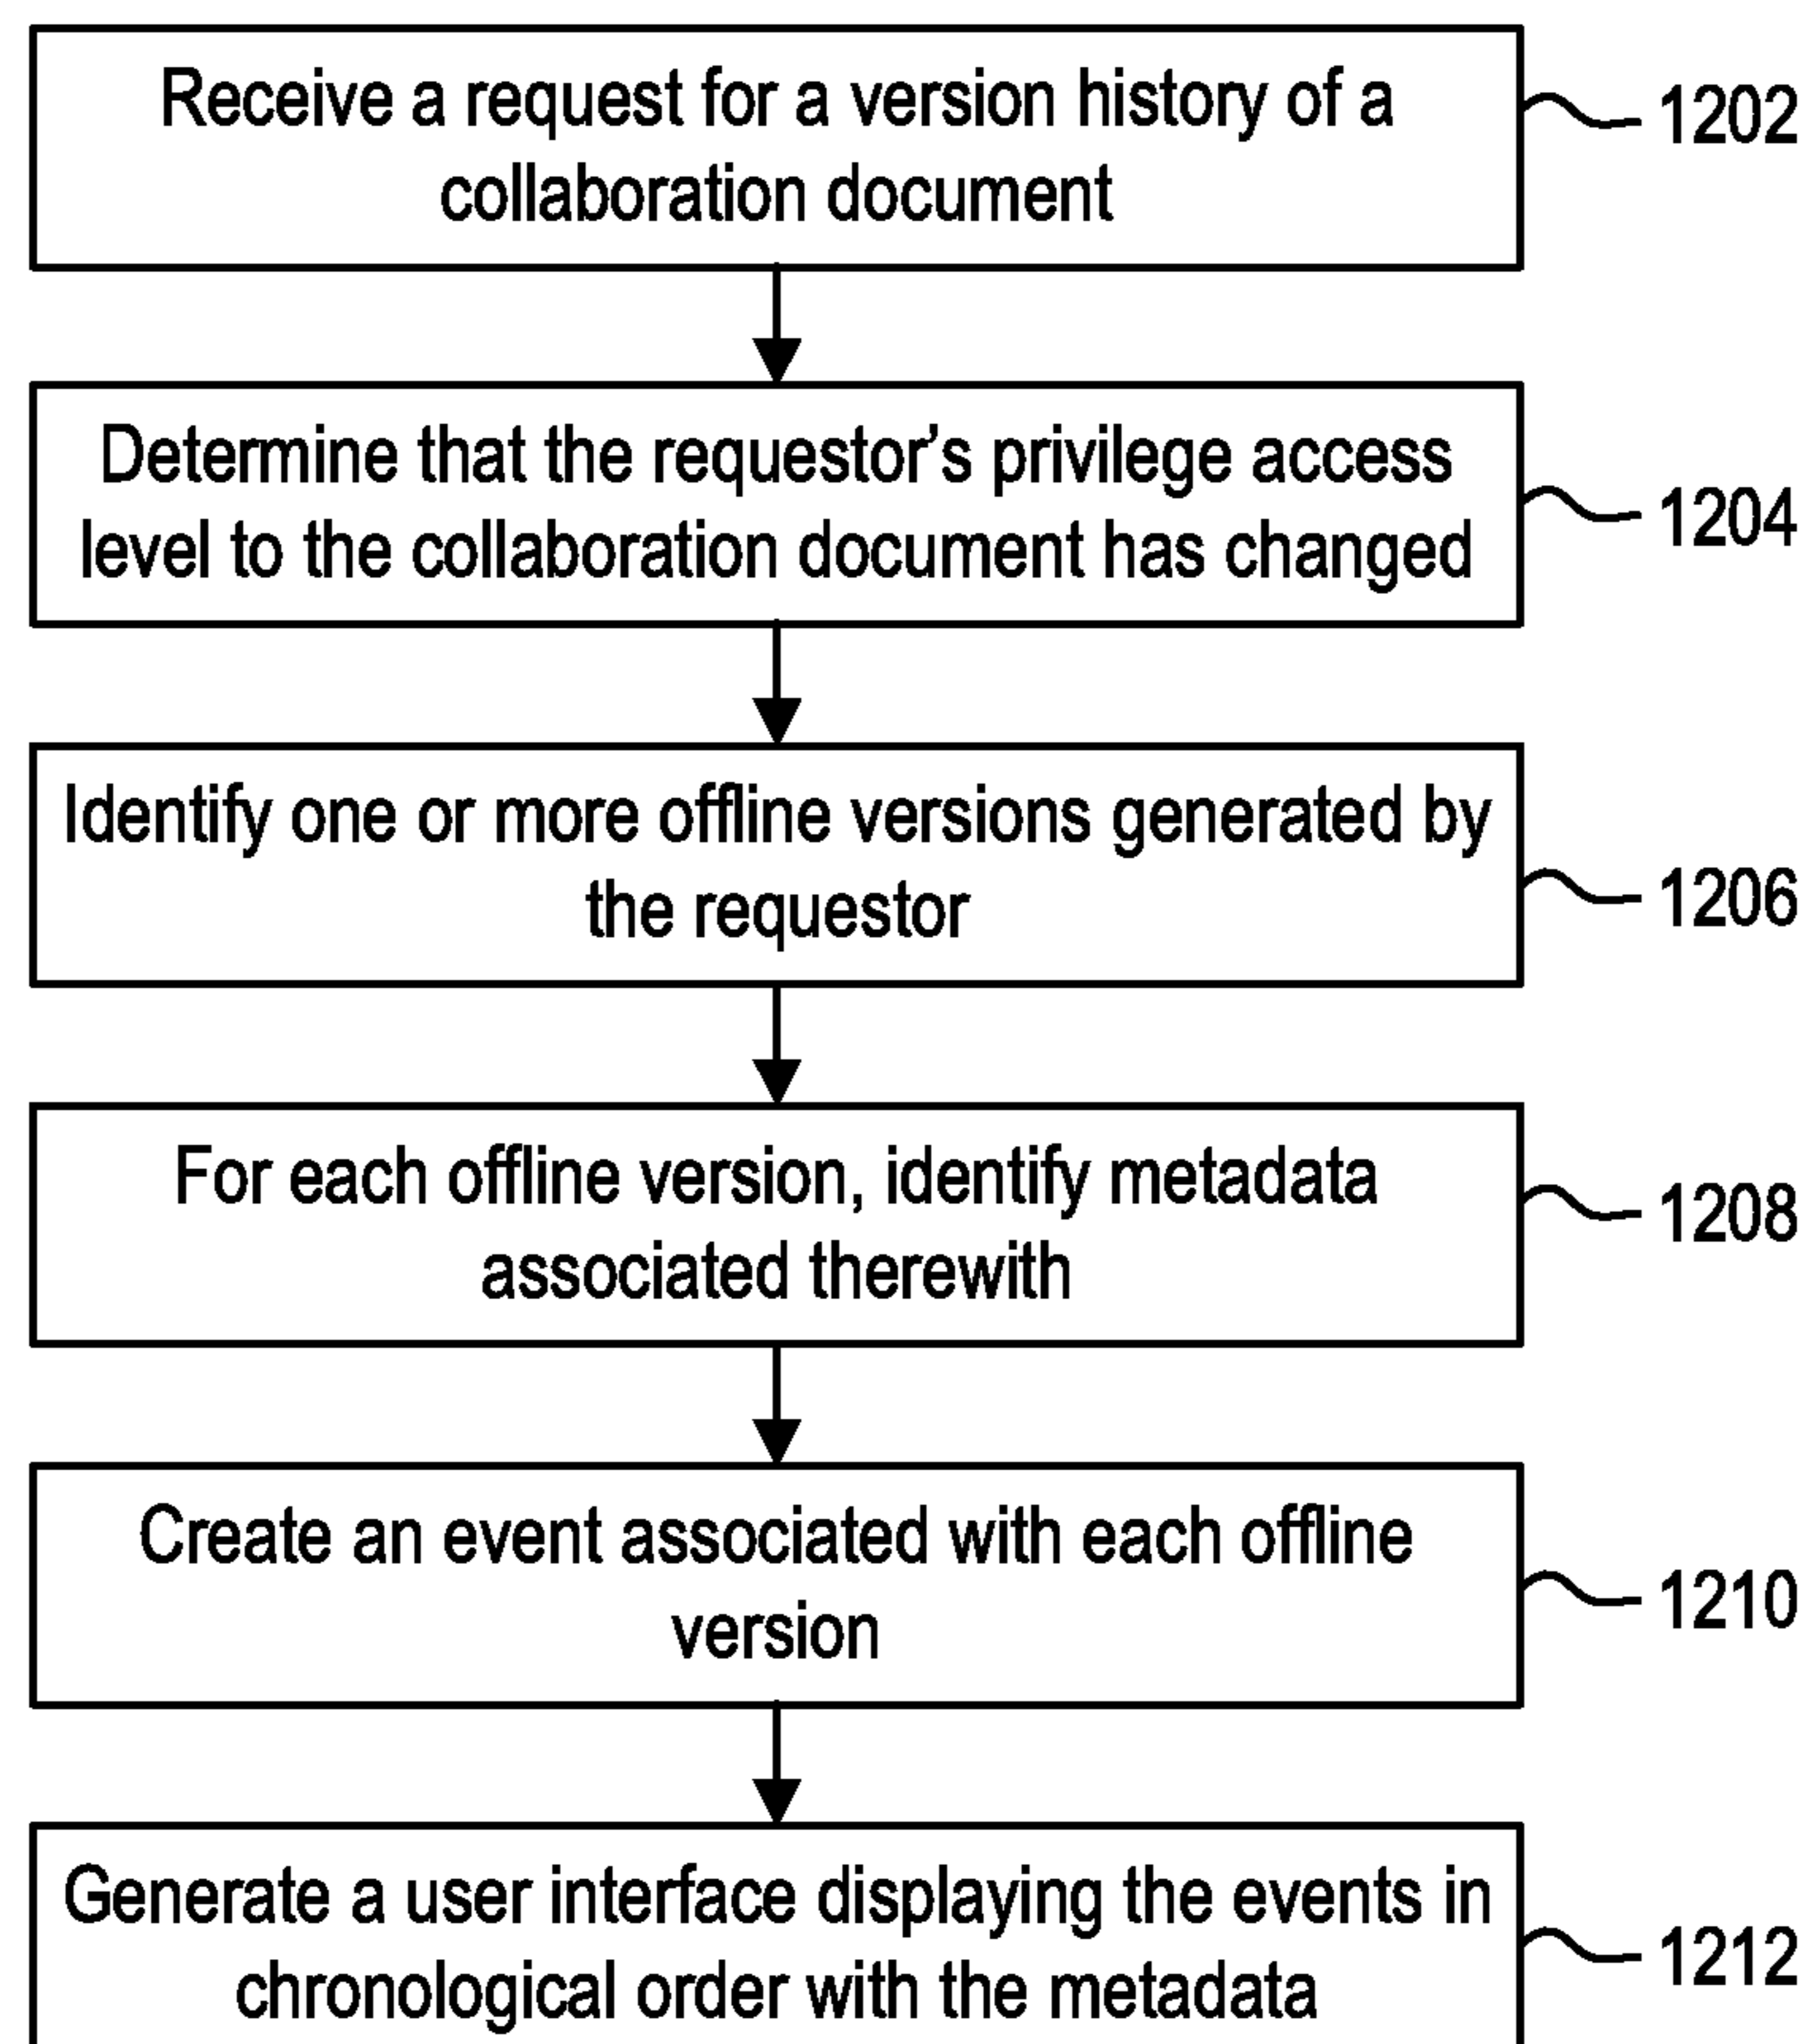 Receive a request for a version history of a
collaboration document
1202
Determine that the requestor's privilege access
level to the collaboration document has changed
1204
Identify one or more offline versions generated by
the requestor
1206
For each offline version, identify metadata
associated therewith
1208
Create an event associated with each offline
version
1210
Generate a user interface displaying the events in
chronological order with the metadata
1212